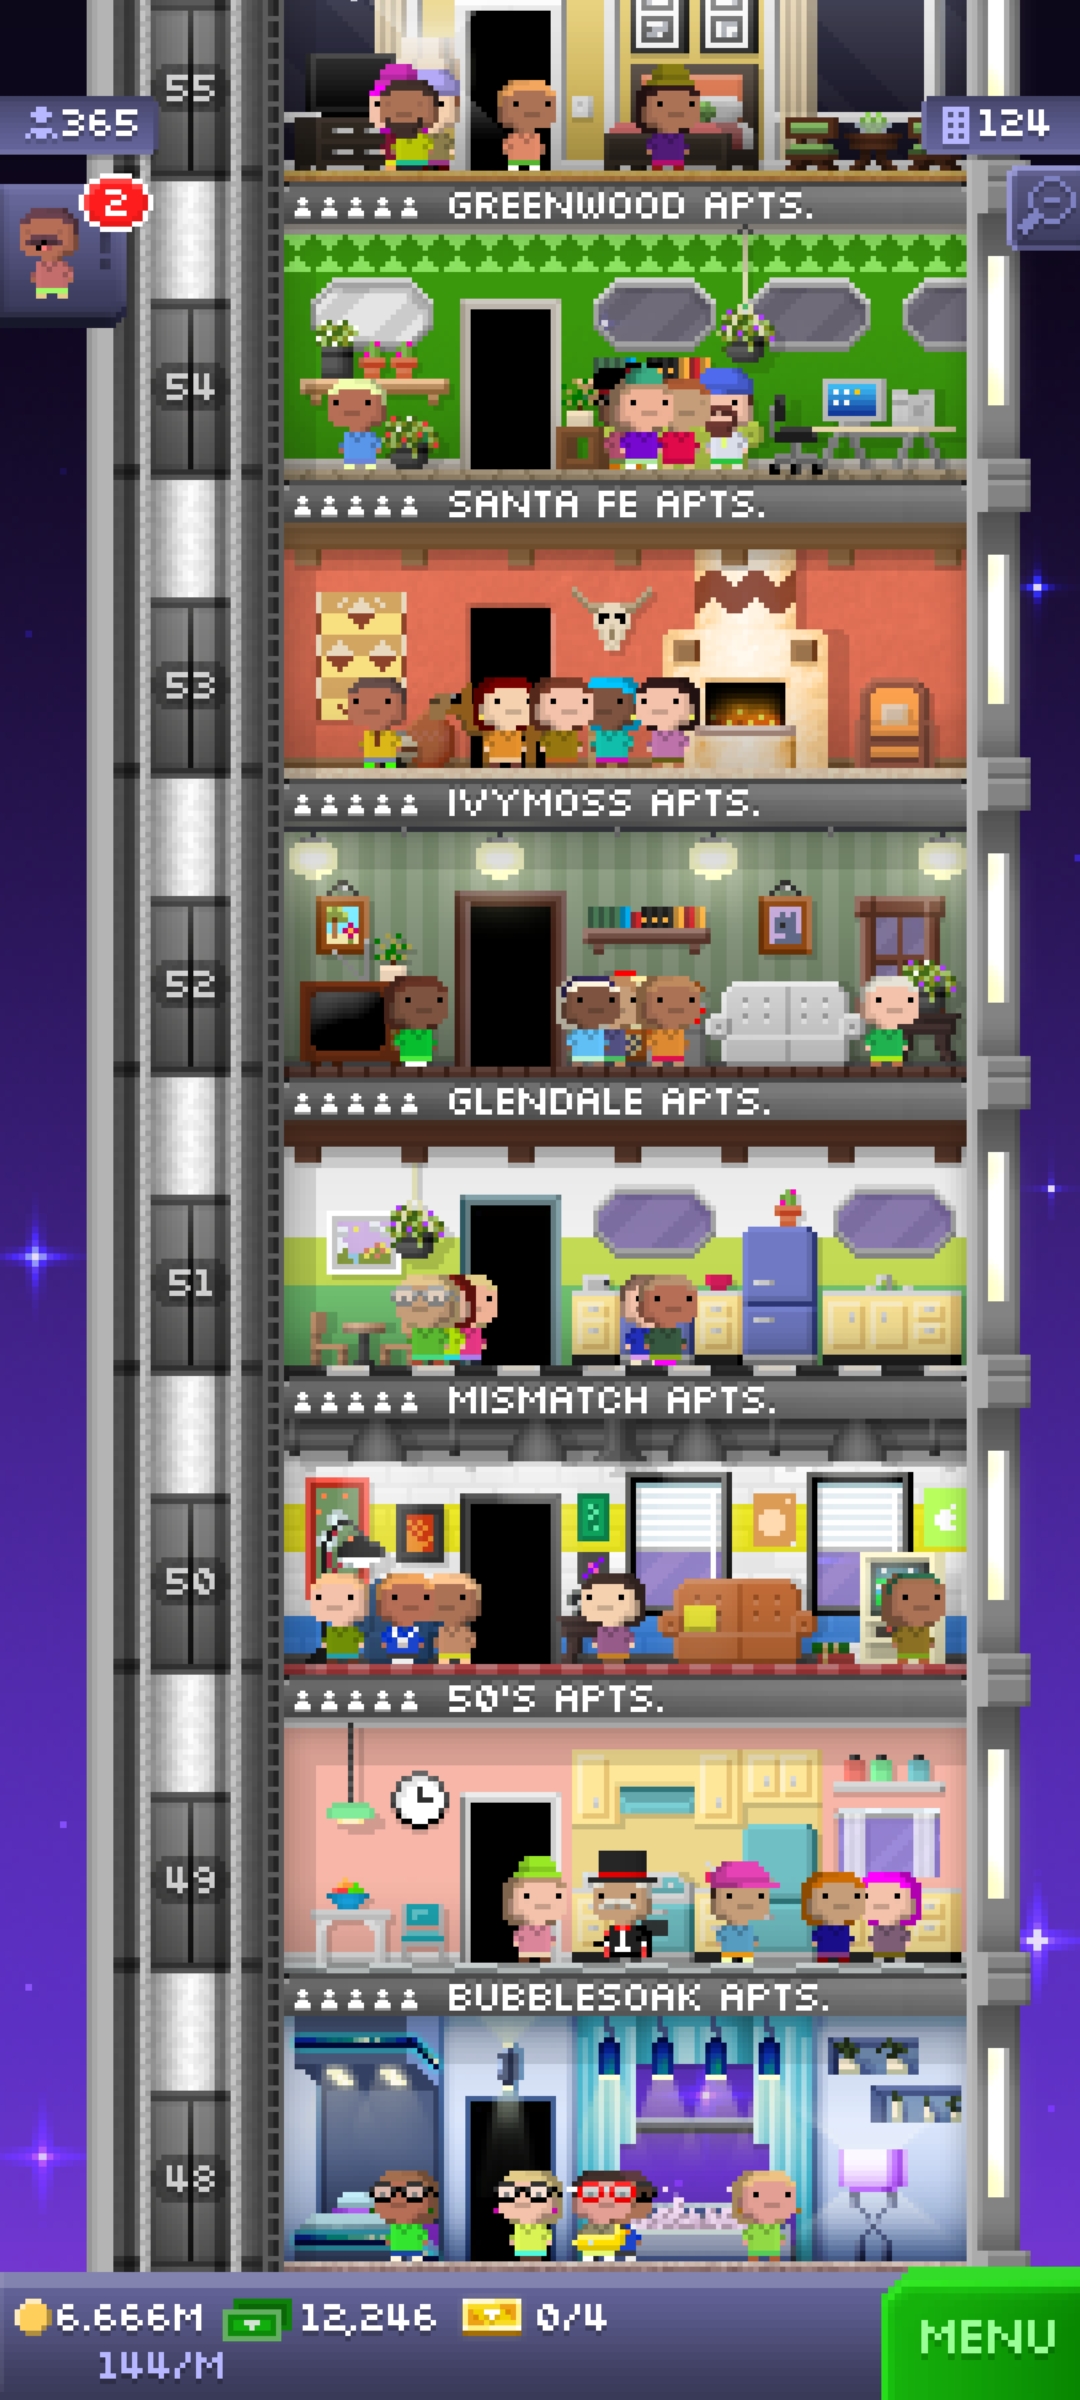 55
365
124
2
GREENWOOD APTS.
54
SANTA FE APTS.
53
IVYMOSS APTS.
52
GLENDALE APTS.
51
MISMATCH APTS.
50
50'S APTS.
49
BUBBLESOAK APTS.
48
6.666M 12,246 0/4
144/M
MENU